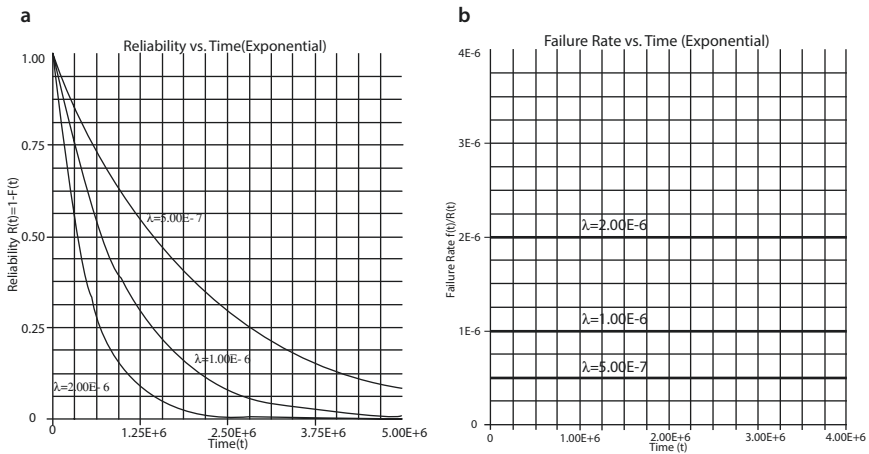 a
Reliability vs. Time(Exponential)
1.00
0.75
0.50
0.25
0
Reliability R(t)=1-F(t)
λ=5.00E-7
λ=1.00E-6
λ=2.00E-6
0
1.25E+6
2.50E+6
3.75E+6
5.00E+6
Time(t)
b
Failure Rate vs. Time (Exponential)
4E-6
3E-6
2E-6
1E-6
0
Failure Rate f(t)/R(t)
λ=2.00E-6
λ=1.00E-6
λ=5.00E-7
0
1.00E+6
2.00E+6
3.00E+6
4.00E+6
Time (t)